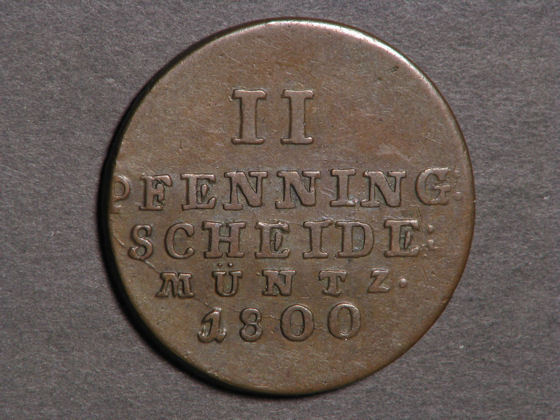 II
PFENNING:
SCHEIDE:
MÜNTZ.
1800